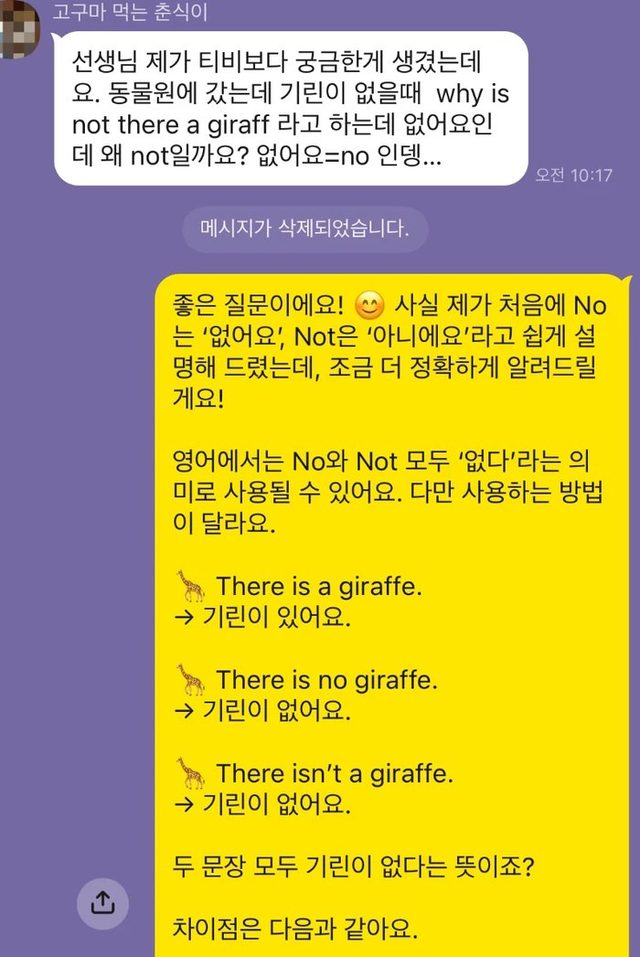 고구마 먹는 춘식이
선생님 제가 티비보다 궁금한게 생겼는데
요. 동물원에 갔는데 기린이 없을때 why is
not there a giraff 라고 하는데 없어요인
데 왜 not일까요? 없어요=no 인뎅...
오전 10:17
메시지가 삭제되었습니다.
좋은 질문이에요! 😊 사실 제가 처음에 No
는 ‘없어요’, Not은 ‘아니에요’라고 쉽게 설
명해 드렸는데, 조금 더 정확하게 알려드릴
게요!
영어에서는 No와 Not 모두 ‘없다’라는 의
미로 사용될 수 있어요. 다만 사용하는 방법
이 달라요.
🦒 There is a giraffe.
→ 기린이 있어요.
🦒 There is no giraffe.
→ 기린이 없어요.
🦒 There isn’t a giraffe.
→ 기린이 없어요.
두 문장 모두 기린이 없다는 뜻이죠?
차이점은 다음과 같아요.